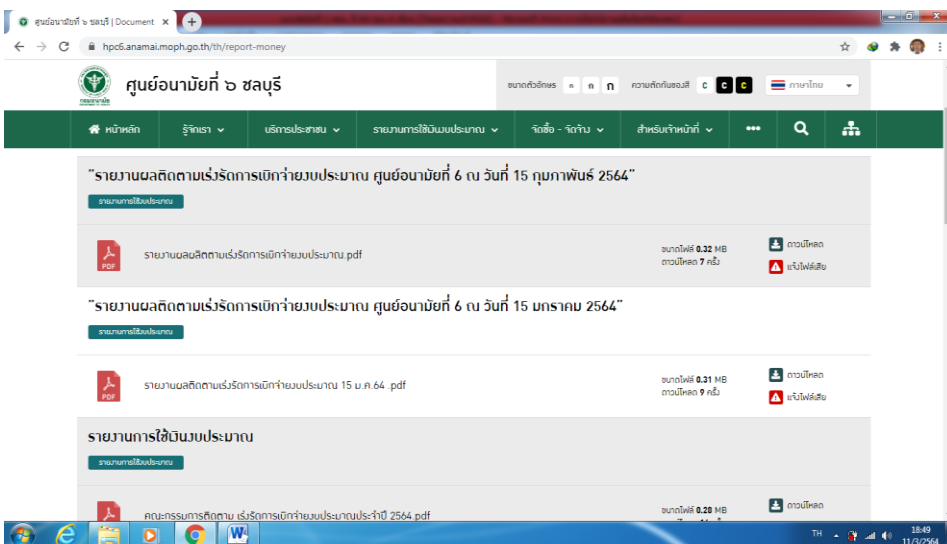 ศูนย์อนามัยที่ ๖ ชลบุรี | Document
hpc6.anamai.moph.go.th/th/report-money
ศูนย์อนามัยที่ ๖ ชลบุรี
ขนาดตัวอักษร ก ก ก ความตัดกันของสี C C C ภาษาไทย
หน้าหลัก รู้จักเรา บริการประชาชน รายงานการใช้เงินงบประมาณ จัดซื้อ - จัดจ้าง สำหรับเจ้าหน้าที่
"รายงานผลติดตามเร่งรัดการเบิกจ่ายงบประมาณ ศูนย์อนามัยที่ 6 ณ วันที่ 15 กุมภาพันธ์ 2564"
รายงานการใช้งบประมาณ
PDF
รายงานผลผลิตตามเร่งรัดการเบิกจ่ายงบประมาณ.pdf
ขนาดไฟล์ 0.32 MB
ดาวน์โหลด 7 ครั้ง
ดาวน์โหลด
แจ้งไฟล์เสีย
"รายงานผลติดตามเร่งรัดการเบิกจ่ายงบประมาณ ศูนย์อนามัยที่ 6 ณ วันที่ 15 มกราคม 2564"
รายงานการใช้งบประมาณ
PDF
รายงานผลติดตามเร่งรัดการเบิกจ่ายงบประมาณ 15 ม.ค.64 .pdf
ขนาดไฟล์ 0.31 MB
ดาวน์โหลด 9 ครั้ง
ดาวน์โหลด
แจ้งไฟล์เสีย
รายงานการใช้เงินงบประมาณ
รายงานการใช้งบประมาณ
คณะกรรมการติดตาม เร่งรัดการเบิกจ่ายงบประมาณประจำปี 2564.pdf
ขนาดไฟล์ 0.28 MB
ดาวน์โหลด
TH
18:49
11/3/2564